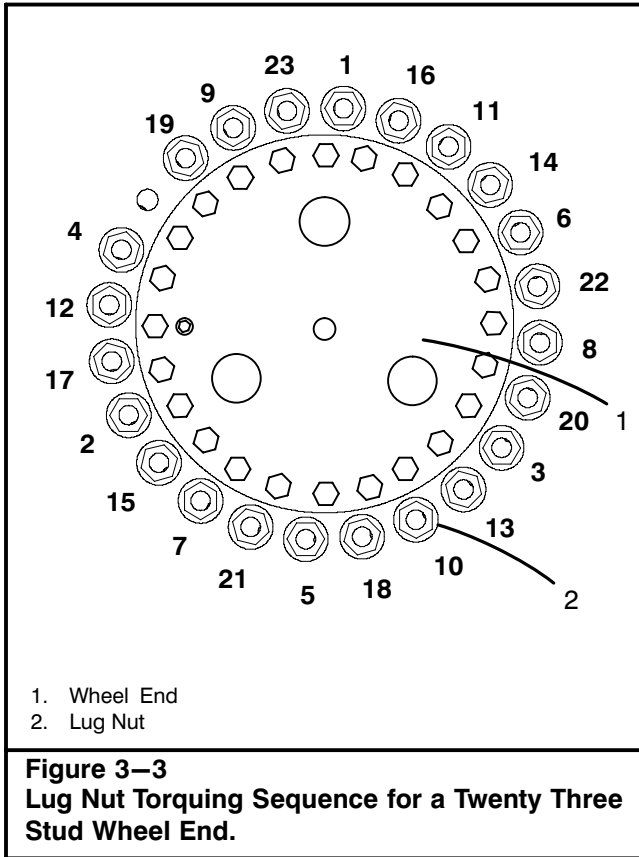 23 1 16
9 11
19 14
4 6
12 22
17 8
2 20 1
15 3
7 13
21 5 18 10 2
1. Wheel End
2. Lug Nut
Figure 3–3
Lug Nut Torquing Sequence for a Twenty Three
Stud Wheel End.